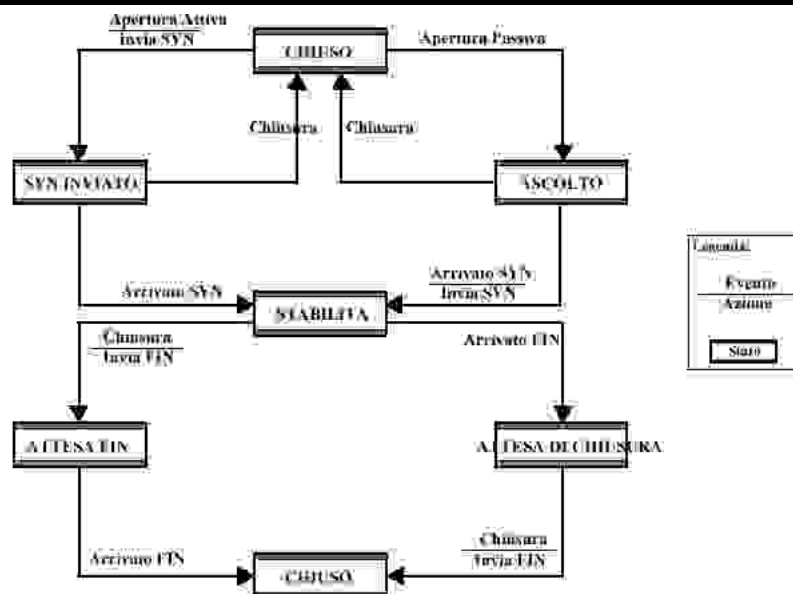 Apertura Attiva
invia SYN
CHIUSO
Apertura Passiva
Chiusura
Chiusura
SYN INVIATO
ASCOLTO
Arrivato SYN
Arrivato SYN
Invia SYN
STABILITA
Chiusura
Invia FIN
Arrivato FIN
Legenda:
Evento
Azione
Stato
ATTESA FIN
ATTESA DI CHIUSURA
Arrivato FIN
Chiusura
Invia FIN
CHIUSO